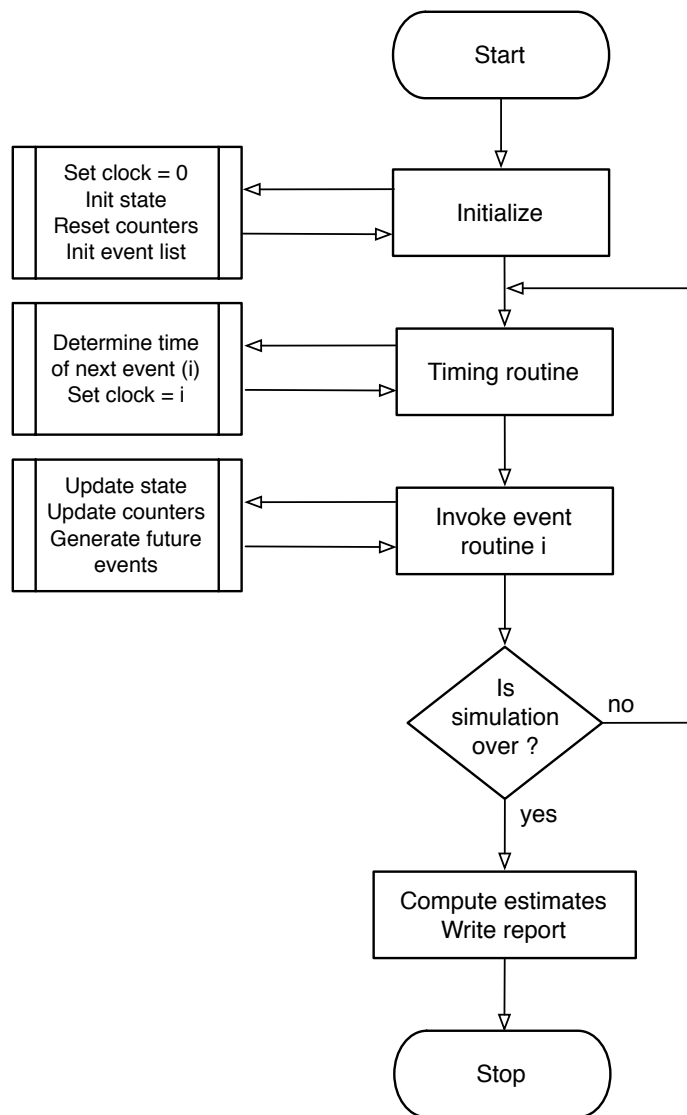 Start
Set clock = 0
Init state
Reset counters
Init event list
Initialize
Determine time
of next event (i)
Set clock = i
Timing routine
Update state
Update counters
Generate future
events
Invoke event
routine i
Is
simulation
over ?
no
yes
Compute estimates
Write report
Stop